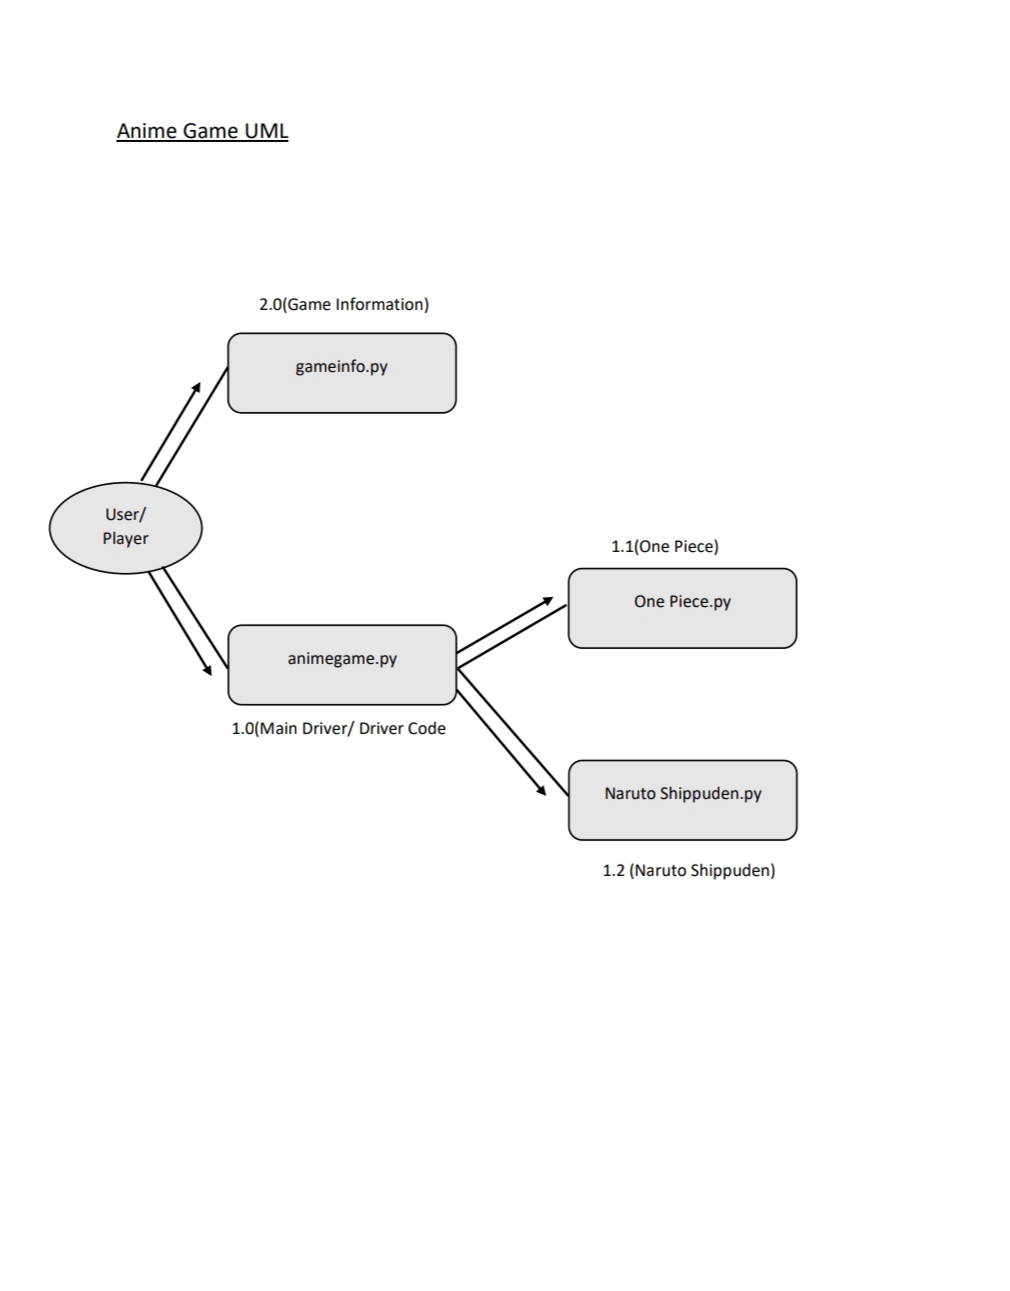 Anime Game UML
2.0(Game Information)
gameinfo.py
User/
Player
1.1(One Piece)
One Piece.py
animegame.py
1.0(Main Driver/ Driver Code
Naruto Shippuden.py
1.2 (Naruto Shippuden)